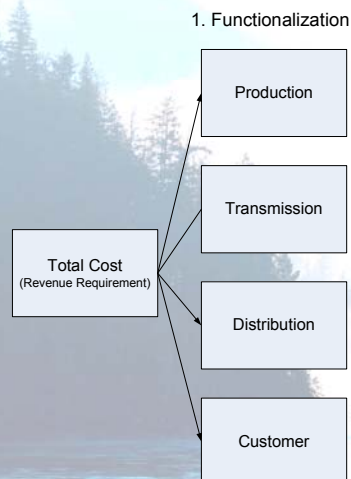 1. Functionalization
Production
Transmission
Total Cost
(Revenue Requirement)
Distribution
Customer